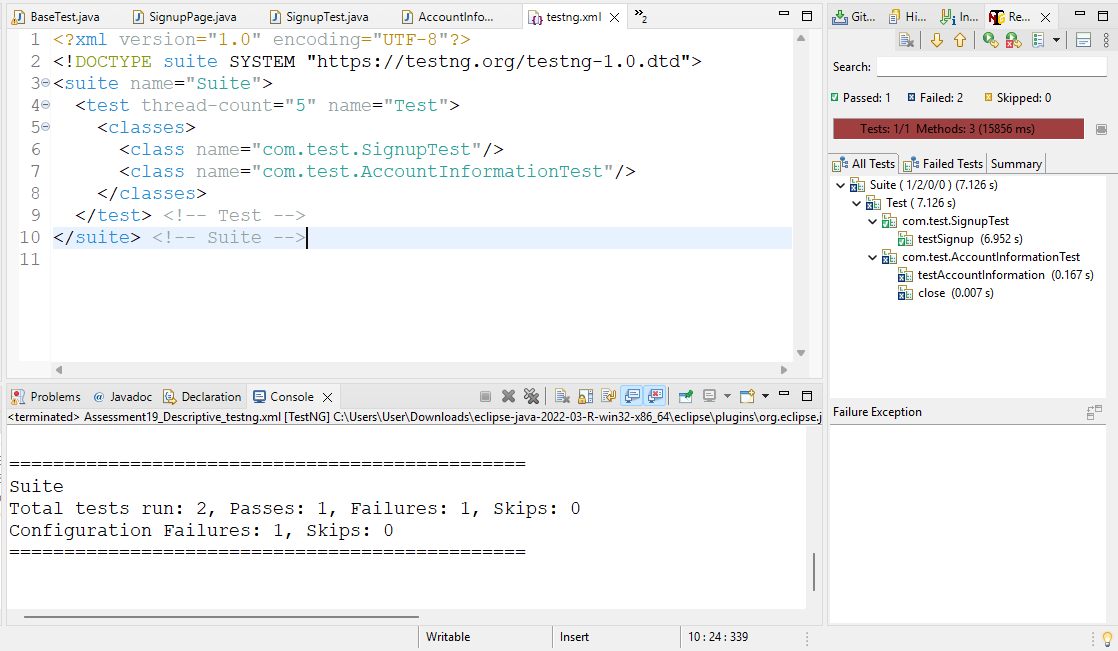 BaseTest.java SignupPage.java SignupTest.java AccountInfo... testng.xml »2
1 <?xml version="1.0" encoding="UTF-8"?>
2 <!DOCTYPE suite SYSTEM "https://testng.org/testng-1.0.dtd">
3 <suite name="Suite">
4 <test thread-count="5" name="Test">
5 <classes>
6 <class name="com.test.SignupTest"/>
7 <class name="com.test.AccountInformationTest"/>
8 </classes>
9 </test> <!-- Test -->
10 </suite> <!-- Suite -->
11
Problems @ Javadoc Declaration Console
<terminated> Assessment19_Descriptive_testng.xml [TestNG] C:\Users\User\Downloads\eclipse-java-2022-03-R-win32-x86_64\eclipse\plugins\org.eclipse.j
===============================================
Suite
Total tests run: 2, Passes: 1, Failures: 1, Skips: 0
Configuration Failures: 1, Skips: 0
===============================================
Git... Hi... In... Re...
Search:
Passed: 1 Failed: 2 Skipped: 0
Tests: 1/1 Methods: 3 (15856 ms)
All Tests Failed Tests Summary
Suite ( 1/2/0/0 ) (7.126 s)
Test ( 7.126 s)
com.test.SignupTest
testSignup (6.952 s)
com.test.AccountInformationTest
testAccountInformation (0.167 s)
close (0.007 s)
Failure Exception
Writable Insert 10 : 24 : 339